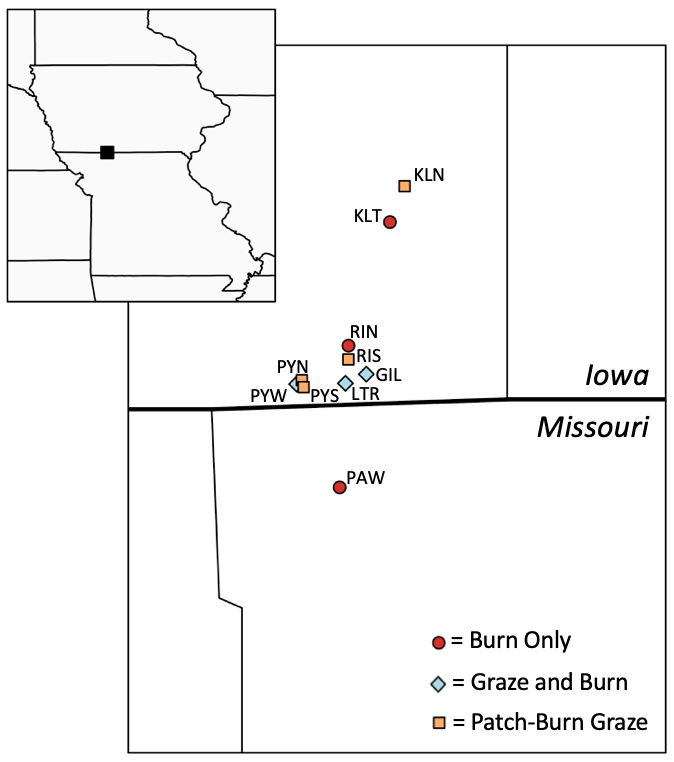 KLN
KLT
RIN
RIS
PYN
GIL
PYW
PYS
LTR
Iowa
Missouri
PAW
= Burn Only
= Graze and Burn
= Patch-Burn Graze